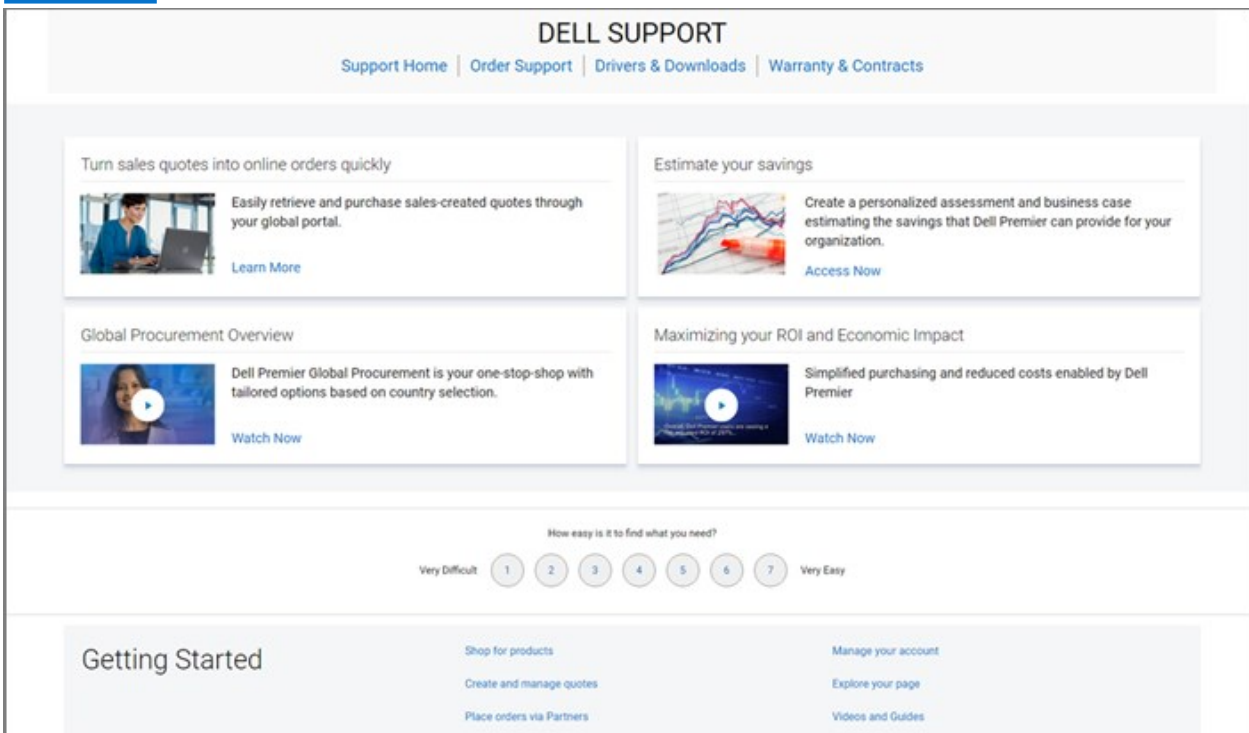 DELL SUPPORT
Support Home | Order Support | Drivers & Downloads | Warranty & Contracts
Turn sales quotes into online orders quickly
Easily retrieve and purchase sales-created quotes through
your global portal.
Learn More
Estimate your savings
Create a personalized assessment and business case
estimating the savings that Dell Premier can provide for your
organization.
Access Now
Global Procurement Overview
Dell Premier Global Procurement is your one-stop-shop with
tailored options based on country selection.
Watch Now
Maximizing your ROI and Economic Impact
Overall, Dell Premier users are seeing a
Simplified purchasing and reduced costs enabled by Dell
Premier
Watch Now
How easy is it to find what you need?
Very Difficult 1 2 3 4 5 6 7 Very Easy
Getting Started
Shop for products
Create and manage quotes
Place orders via Partners
Manage your account
Explore your page
Videos and Guides